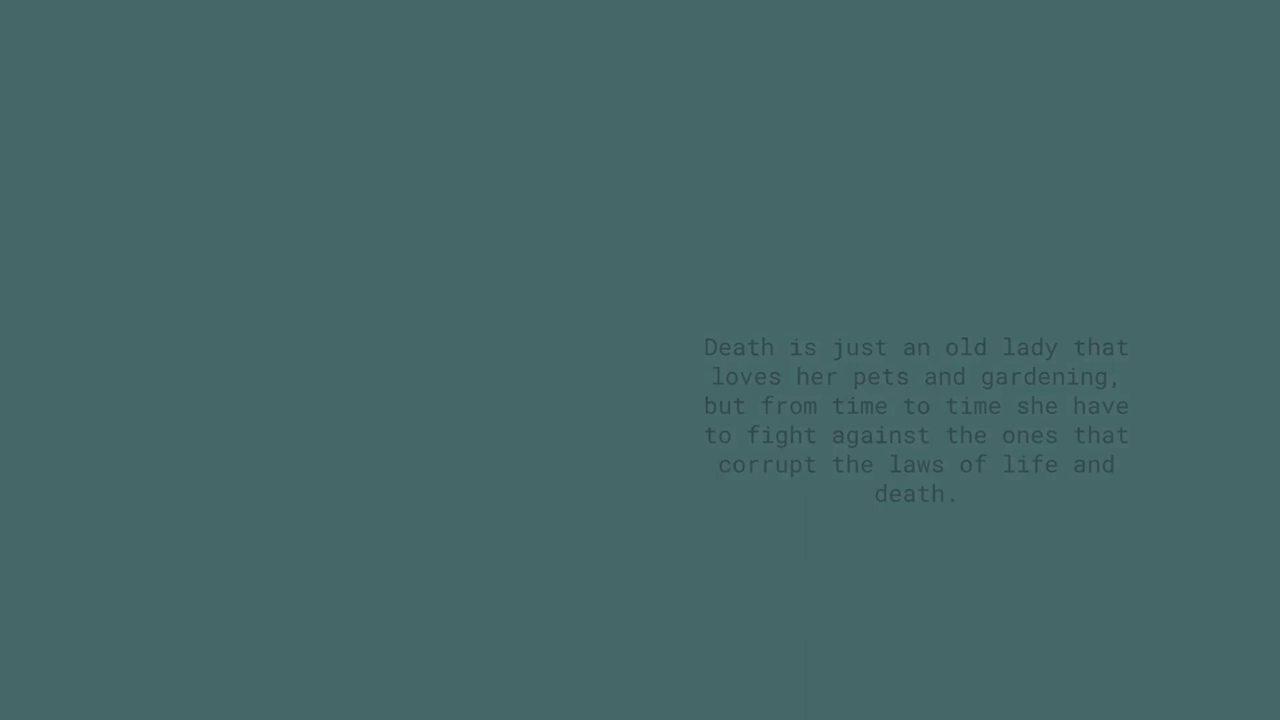 Death is just an old lady that
loves her pets and gardening,
but from time to time she have
to fight against the ones that
corrupt the laws of life and
death.